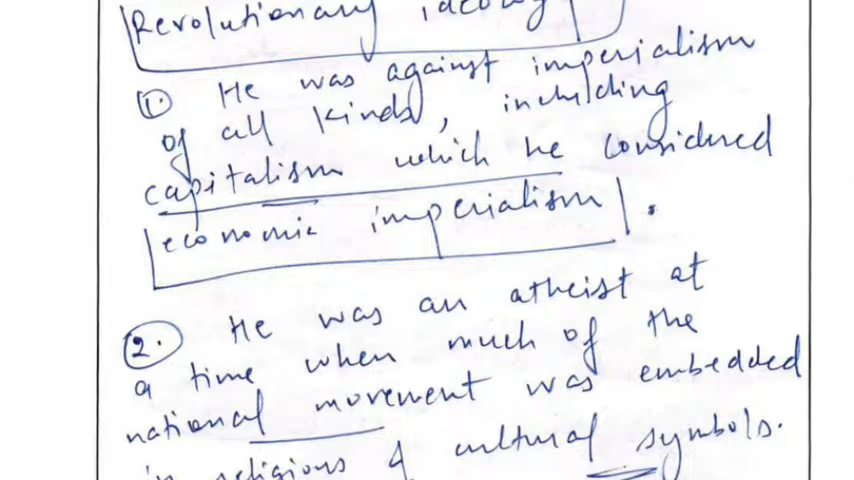 Revolutionary ideology
① He was against imperialism
of all kinds, including
capitalism which he considered
economic imperialism.
② He was an atheist at
a time when much of the
national movement was embedded
in religious & cultural symbols.